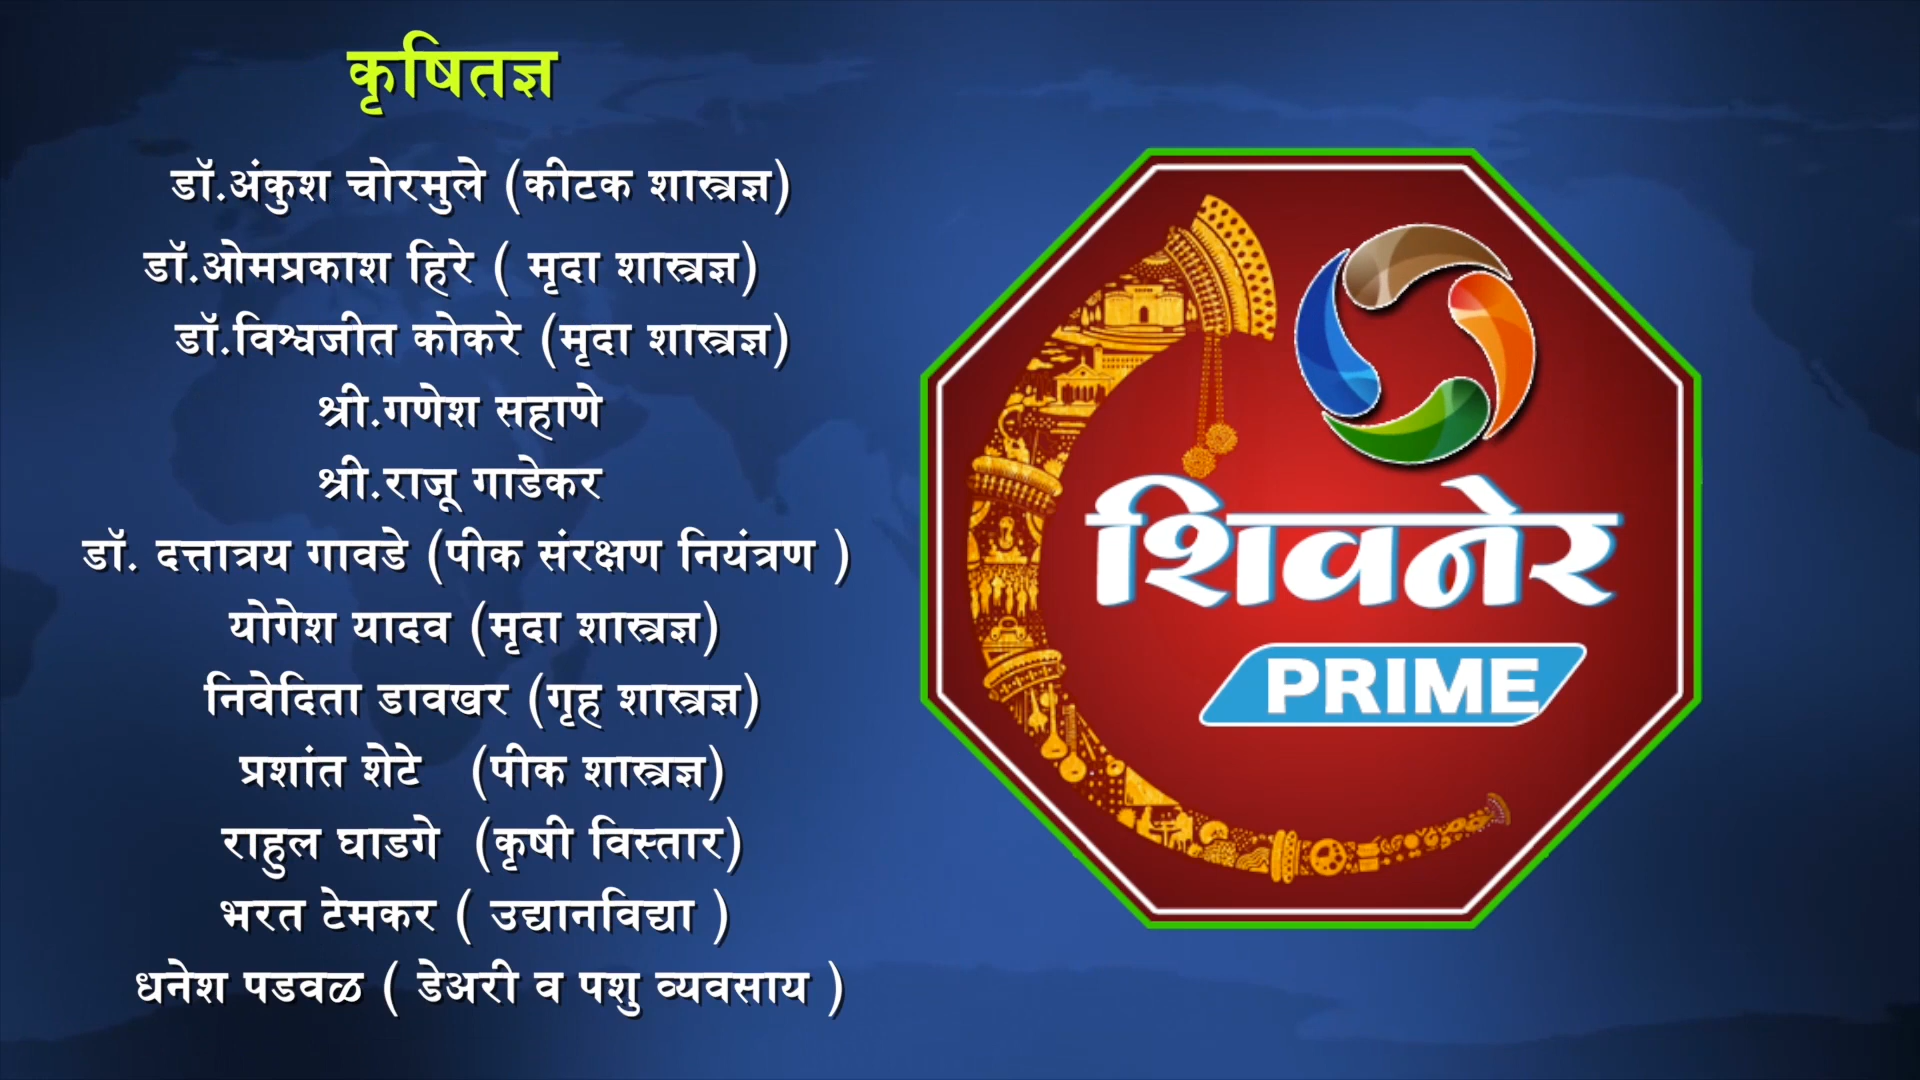 कृषितज्ञ
डॉ.अंकुश चोरमुले (कीटक शास्त्रज्ञ)
डॉ.ओमप्रकाश हिरे ( मृदा शास्त्रज्ञ)
डॉ.विश्वजीत कोकरे (मृदा शास्त्रज्ञ)
श्री.गणेश सहाणे
श्री.राजू गाडेकर
डॉ. दत्तात्रय गावडे (पीक संरक्षण नियंत्रण )
योगेश यादव (मृदा शास्त्रज्ञ)
निवेदिता डावखर (गृह शास्त्रज्ञ)
प्रशांत शेटे (पीक शास्त्रज्ञ)
राहुल घाडगे (कृषी विस्तार)
भरत टेमकर ( उद्यानविद्या )
धनेश पडवळ ( डेअरी व पशु व्यवसाय )
शिवनेर
PRIME